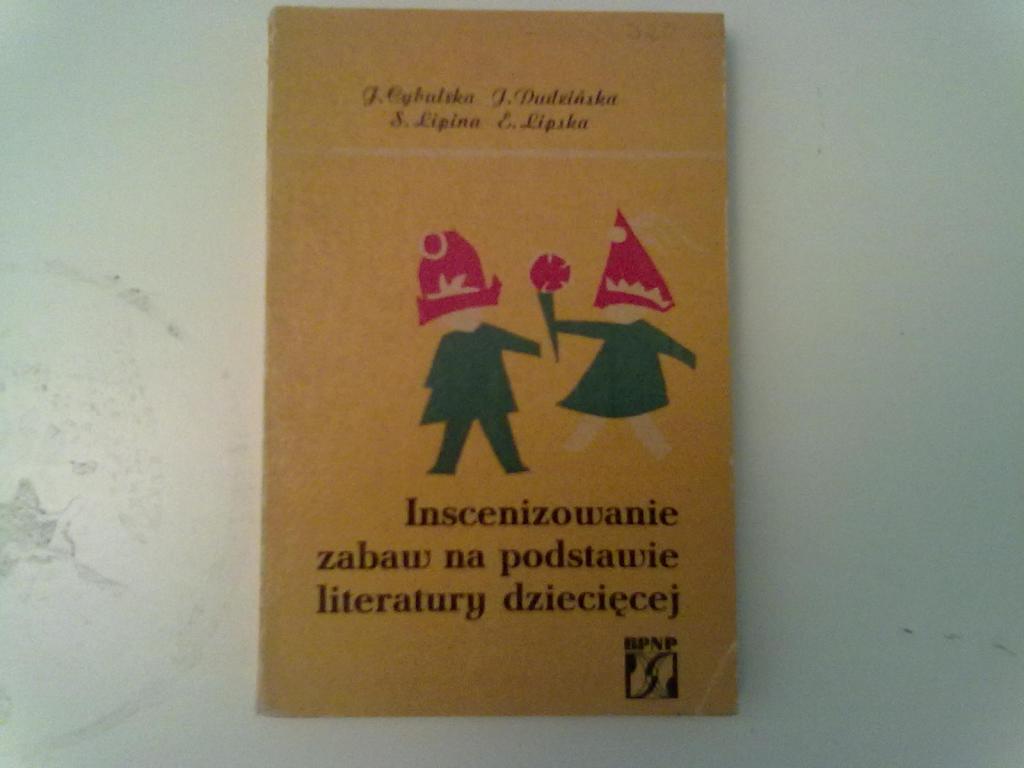 J. Cybulska J. Dudzińska
S. Lipina E. Lipska
Inscenizowanie
zabaw na podstawie
literatury dziecięcej
BPNP